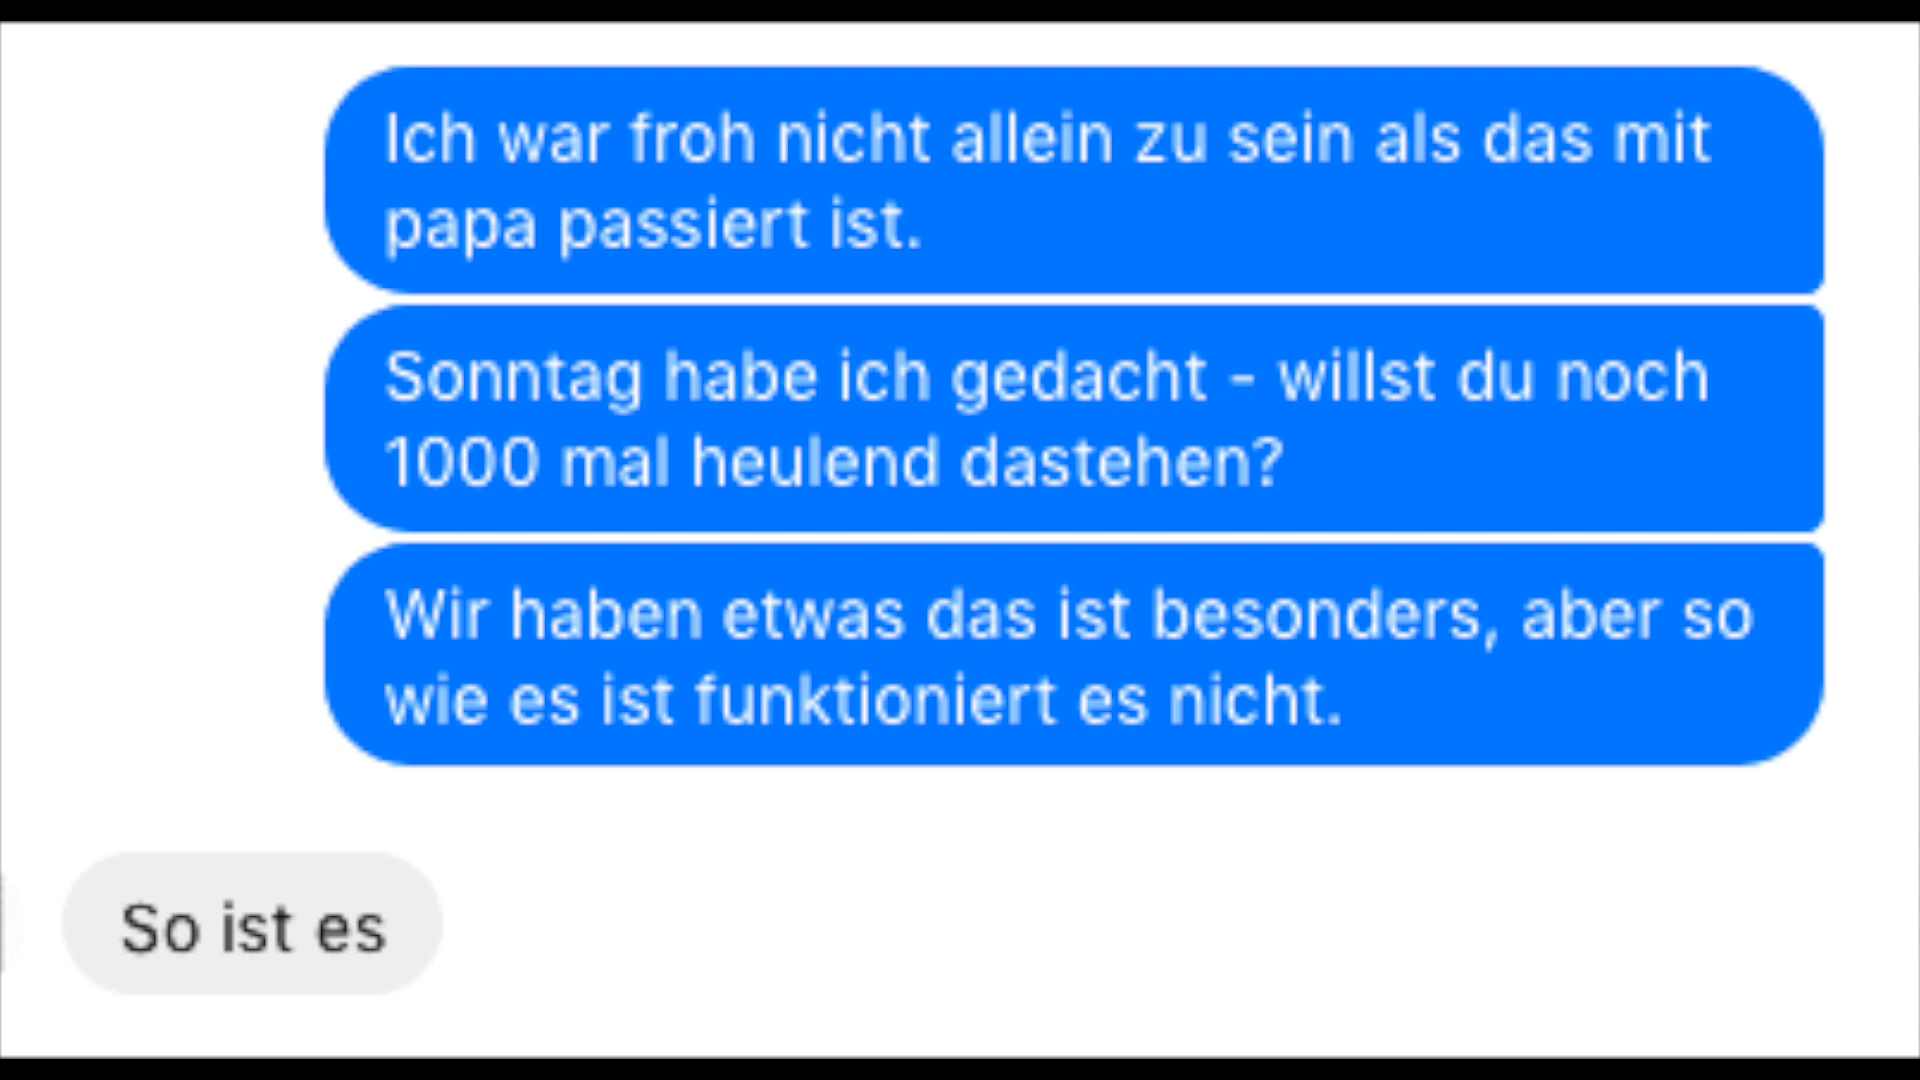 Ich war froh nicht allein zu sein als das mit
papa passiert ist.
Sonntag habe ich gedacht - willst du noch
1000 mal heulend dastehen?
Wir haben etwas das ist besonders, aber so
wie es ist funktioniert es nicht.
So ist es